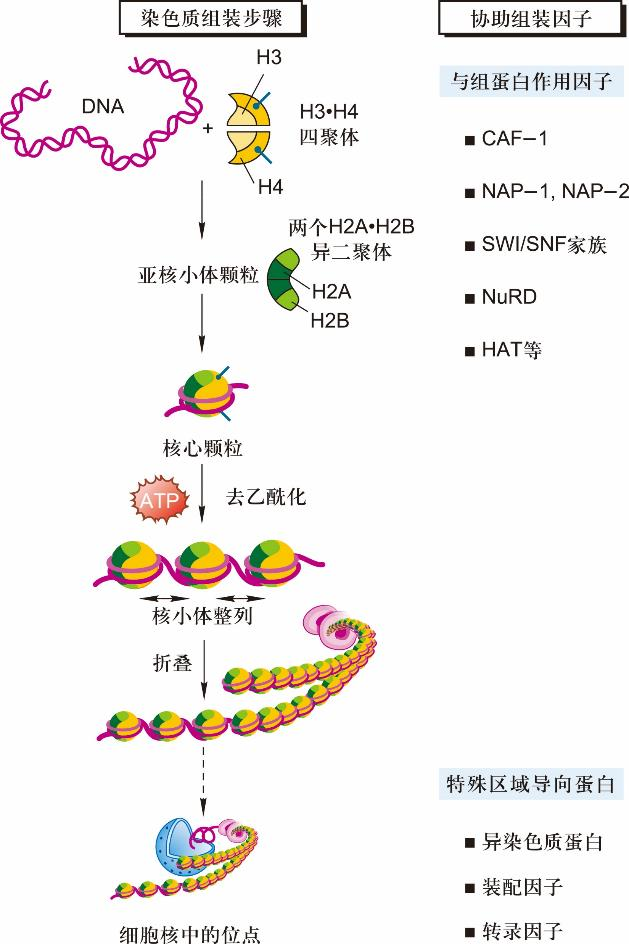 染色质组装步骤
协助组装因子
H3
DNA
+
H3•H4
四聚体
H4
两个H2A•H2B
异二聚体
亚核小体颗粒
H2A
H2B
核心颗粒
ATP
去乙酰化
核小体整列
折叠
细胞核中的位点
与组蛋白作用因子
■ CAF–1
■ NAP–1, NAP–2
■ SWI/SNF家族
■ NuRD
■ HAT等
特殊区域导向蛋白
■ 异染色质蛋白
■ 装配因子
■ 转录因子